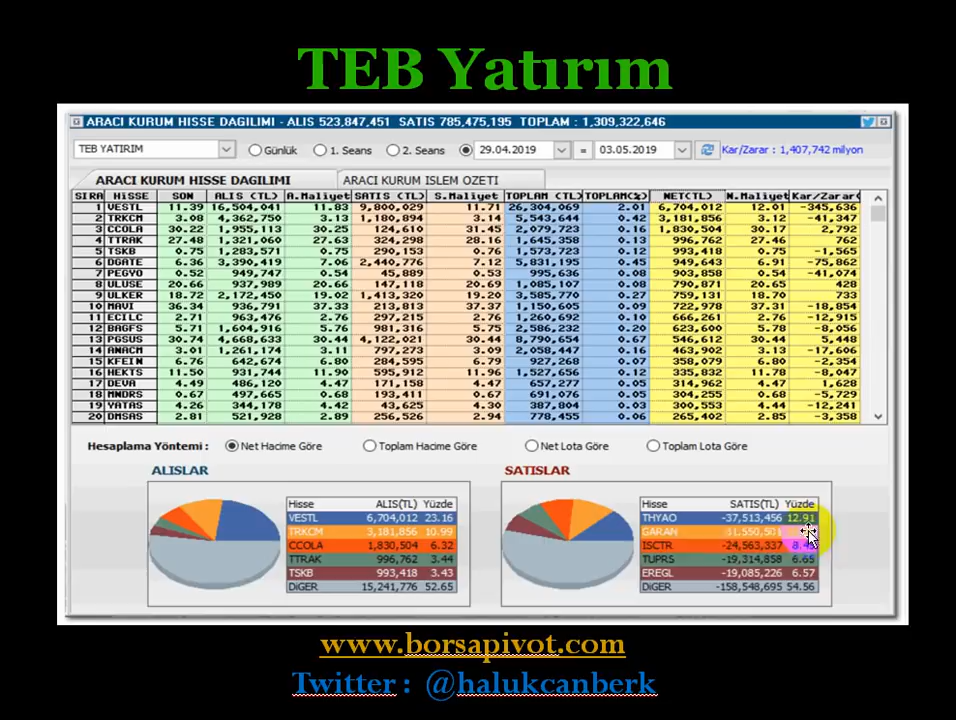 TEB Yatırım
ARACI KURUM HISSE DAGILIMI - ALIS 523,847,451 SATIS 785,475,195 TOPLAM : 1,309,322,646
TEB YATIRIM Günlük 1. Seans 2. Seans 29.04.2019 = 03.05.2019 Kar/Zarar : 1,407,742 milyon
ARACI KURUM HISSE DAGILIMI ARACI KURUM ISLEM OZETI
SIRA HiSSE SON ALIS (TL) A.Maliyet SATIS (TL) S.Maliyet TOPLAM (TL) TOPLAM(%) NET(TL) N.Maliyet Kar/Zarar
1 VESTL 11.39 16,504,041 11.83 9,800,029 11.71 26,304,069 2.01 6,704,012 12.01 -345,636
2 TRKCM 3.08 4,362,750 3.13 1,180,894 3.14 5,543,644 0.42 3,181,856 3.12 -41,347
3 CCOLA 30.22 1,955,113 30.25 124,610 31.45 2,079,723 0.16 1,830,504 30.17 2,792
4 TTRAK 27.48 1,321,060 27.63 324,298 28.16 1,645,358 0.13 996,762 27.46 762
5 TSKB 0.75 1,283,571 0.75 290,153 0.76 1,573,723 0.12 993,418 0.75 -1,565
6 DGATE 6.36 3,390,419 7.06 2,440,776 7.12 5,831,195 0.45 949,643 6.91 -75,862
7 PEGYO 0.52 949,747 0.54 45,889 0.53 995,636 0.08 903,858 0.54 -41,074
8 ULUSE 20.66 937,989 20.66 147,118 20.69 1,085,107 0.08 790,871 20.65 428
9 ULKER 18.72 2,172,450 19.02 1,413,320 19.20 3,585,770 0.27 759,131 18.70 733
10 MAVI 36.34 936,791 37.33 213,813 37.37 1,150,605 0.09 722,978 37.31 -18,854
11 ECILC 2.71 963,476 2.76 297,215 2.76 1,260,692 0.10 666,261 2.76 -12,915
12 BAGFS 5.71 1,604,916 5.76 981,316 5.75 2,586,232 0.20 623,600 5.78 -8,056
13 PGSUS 30.74 4,668,633 30.44 4,122,021 30.44 8,790,654 0.67 546,612 30.44 5,448
14 ANACM 3.01 1,261,174 3.11 797,273 3.09 2,058,447 0.16 463,902 3.13 -17,606
15 KFEIN 6.76 642,674 6.80 284,595 6.79 927,268 0.07 358,079 6.80 -2,354
16 HEKTS 11.50 931,744 11.90 595,912 11.96 1,527,656 0.12 335,832 11.78 -8,047
17 DEVA 4.49 486,120 4.47 171,158 4.47 657,277 0.05 314,962 4.47 1,628
18 MNDRS 0.67 497,665 0.68 193,411 0.67 691,076 0.05 304,255 0.68 -5,729
19 YATAS 4.26 344,178 4.42 43,625 4.30 387,804 0.03 300,553 4.44 -12,241
20 OMSAS 2.81 521,928 2.89 256,526 2.94 778,455 0.06 265,402 2.85 -3,358
Hesaplama Yöntemi : Net Hacime Göre Toplam Hacime Göre Net Lota Göre Toplam Lota Göre
ALISLAR SATISLAR
Hisse ALIS(TL) Yüzde Hisse SATIS(TL) Yüzde
VESTL 6,704,012 23.16 THYAO -37,513,456 12.91
TRKCM 3,181,856 10.99 GARAN
CCOLA 1,830,504 6.32 ISCTR -24,563,337
TTRAK 996,762 3.44 TUPRS -19,314,858 6.65
TSKB 993,418 3.43 EREGL -19,085,226 6.57
DiGER 15,241,776 52.65 DiGER -158,548,695 54.56
www.borsapivot.com
Twitter : @halukcanberk